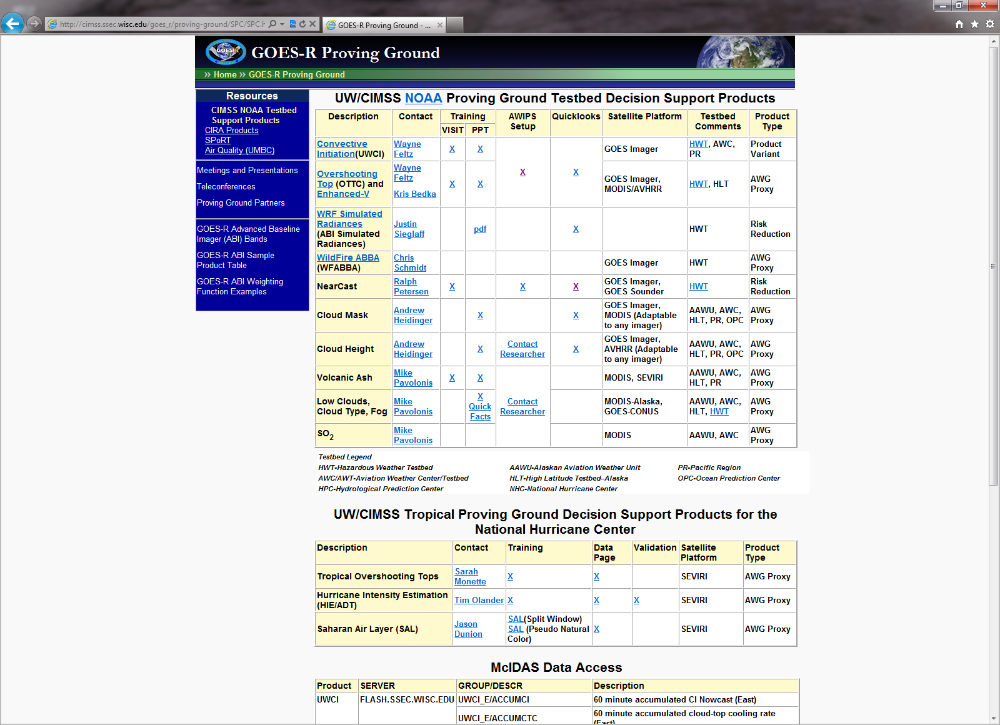 http://cimss.ssec.wisc.edu/goes_r/proving-ground/SPC/SPC.h
GOES-R Proving Ground - ...
GOES-R
GOES-R Proving Ground
» Home » GOES-R Proving Ground
Resources
CIMSS NOAA Testbed
Support Products
CIRA Products
SPoRT
Air Quality (UMBC)
Meetings and Presentations
Teleconferences
Proving Ground Partners
GOES-R Advanced Baseline
Imager (ABI) Bands
GOES-R ABI Sample
Product Table
GOES-R ABI Weighting
Function Examples
UW/CIMSS NOAA Proving Ground Testbed Decision Support Products
Description Contact Training AWIPS Setup Quicklooks Satellite Platform Testbed Comments Product Type
VISIT PPT
Convective Initiation(UWCI) Wayne Feltz X X GOES Imager HWT, AWC, PR Product Variant
X X
Overshooting Top (OTTC) and Enhanced-V Wayne Feltz Kris Bedka X X GOES Imager, MODIS/AVHRR HWT, HLT AWG Proxy
WRF Simulated Radiances (ABI Simulated Radiances) Justin Sieglaff pdf X HWT Risk Reduction
WildFire ABBA (WFABBA) Chris Schmidt GOES Imager HWT AWG Proxy
NearCast Ralph Petersen X X X GOES Imager, GOES Sounder HWT Risk Reduction
Cloud Mask Andrew Heidinger X X GOES Imager, MODIS (Adaptable to any imager) AAWU, AWC, HLT, PR, OPC AWG Proxy
Cloud Height Andrew Heidinger X Contact Researcher X GOES Imager, AVHRR (Adaptable to any imager) AAWU, AWC, HLT, PR, OPC AWG Proxy
Volcanic Ash Mike Pavolonis X X MODIS, SEVIRI AAWU, AWC, HLT, PR AWG Proxy
Low Clouds, Cloud Type, Fog Mike Pavolonis X Quick Facts Contact Researcher MODIS-Alaska, GOES-CONUS AAWU, AWC, HLT, HWT AWG Proxy
SO2 Mike Pavolonis MODIS AAWU, AWC AWG Proxy
Testbed Legend
HWT-Hazardous Weather Testbed AAWU-Alaskan Aviation Weather Unit PR-Pacific Region
AWC/AWT-Aviation Weather Center/Testbed HLT-High Latitude Testbed–Alaska OPC-Ocean Prediction Center
HPC-Hydrological Prediction Center NHC-National Hurricane Center
UW/CIMSS Tropical Proving Ground Decision Support Products for the
National Hurricane Center
Description Contact Training Data Page Validation Satellite Platform Product Type
Tropical Overshooting Tops Sarah Monette X X SEVIRI AWG Proxy
Hurricane Intensity Estimation (HIE/ADT) Tim Olander X X X SEVIRI AWG Proxy
Saharan Air Layer (SAL) Jason Dunion SAL(Split Window) SAL (Pseudo Natural Color) X SEVIRI AWG Proxy
McIDAS Data Access
Product SERVER GROUP/DESCR Description
UWCI FLASH.SSEC.WISC.EDU UWCI_E/ACCUMCI 60 minute accumulated CI Nowcast (East)
UWCI_E/ACCUMCTC 60 minute accumulated cloud-top cooling rate
(East)